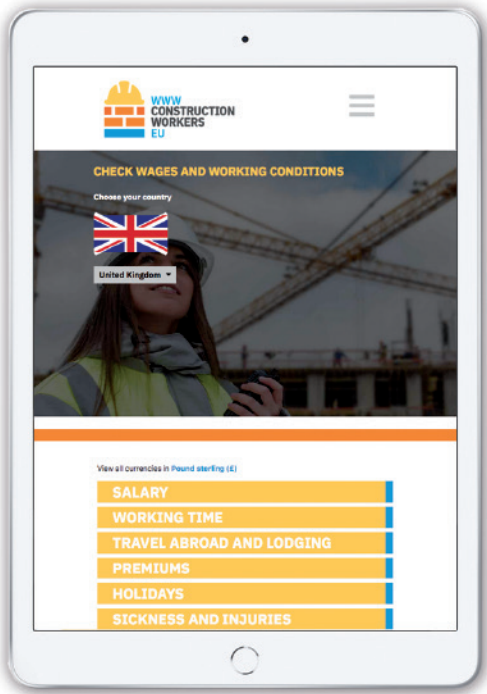 WWW
CONSTRUCTION
WORKERS
EU
CHECK WAGES AND WORKING CONDITIONS
Choose your country
United Kingdom
View all currencies in Pound sterling (£)
SALARY
WORKING TIME
TRAVEL ABROAD AND LODGING
PREMIUMS
HOLIDAYS
SICKNESS AND INJURIES